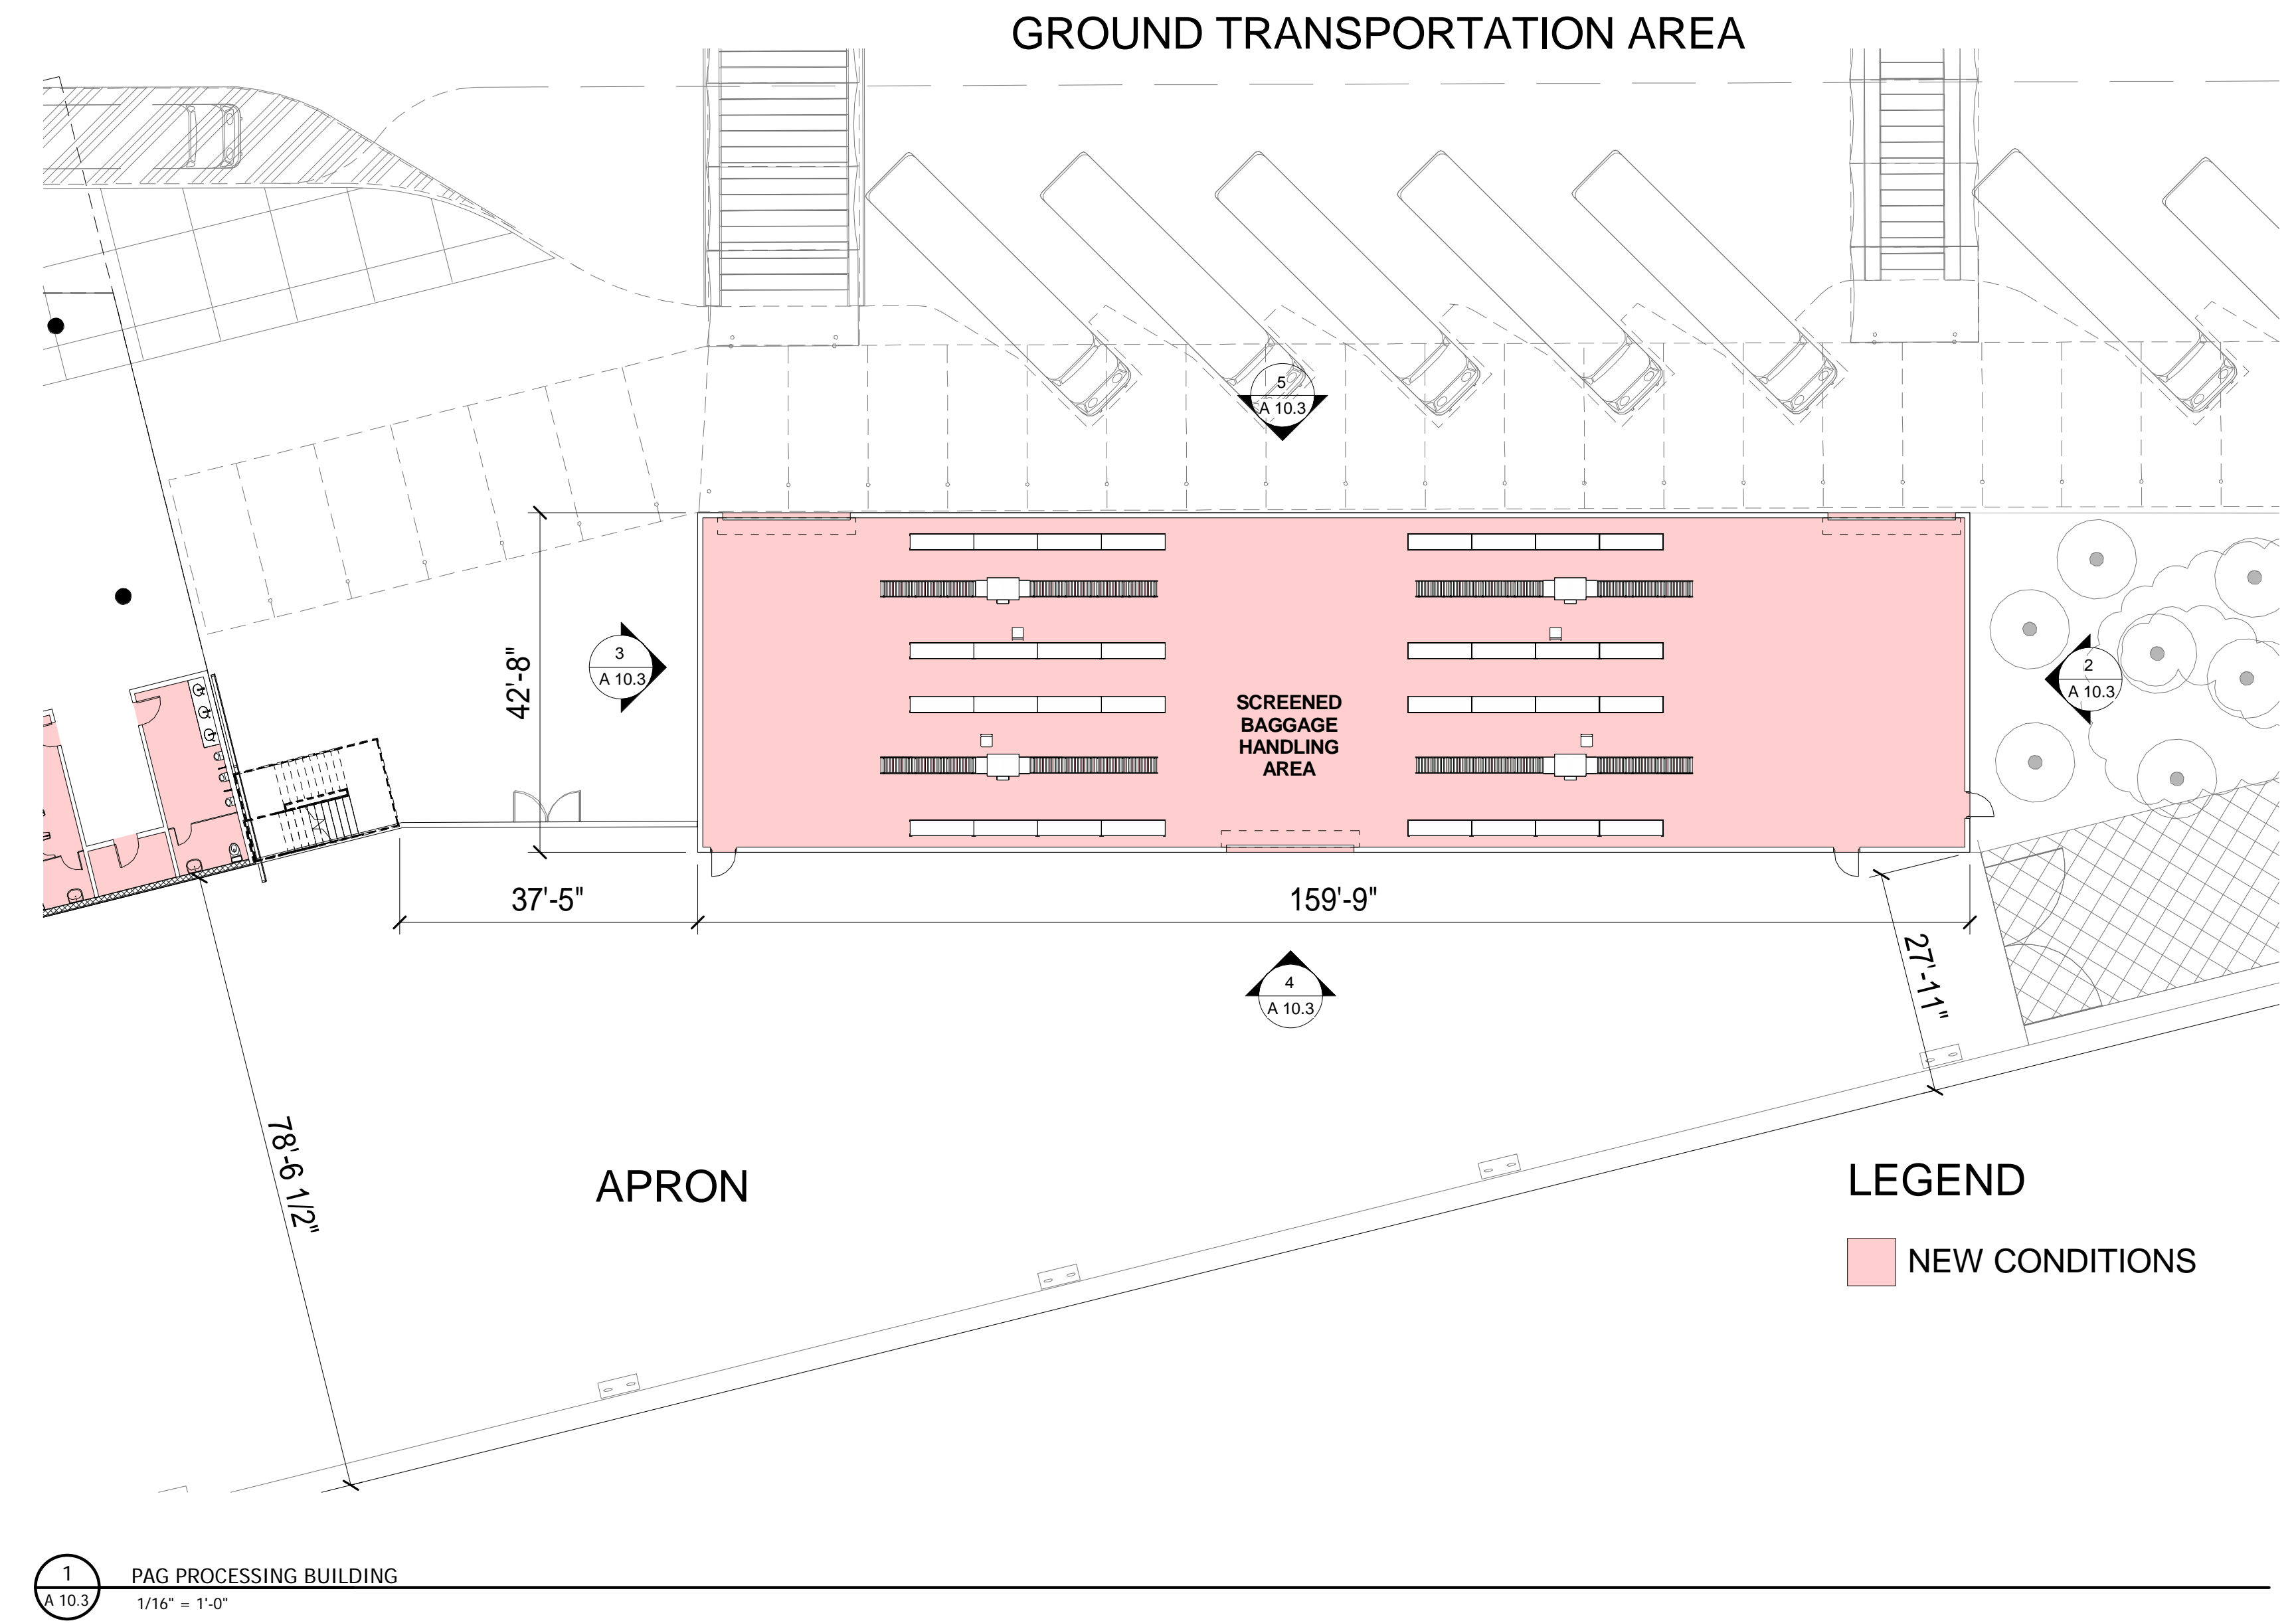 GROUND TRANSPORTATION AREA
5
A 10.3
42'-8"
3
A 10.3
2
A 10.3
SCREENED
BAGGAGE
HANDLING
AREA
37'-5"
159'-9"
27'-11"
4
A 10.3
78'-6 1/2"
APRON
LEGEND
NEW CONDITIONS
1
A 10.3
PAG PROCESSING BUILDING
1/16" = 1'-0"